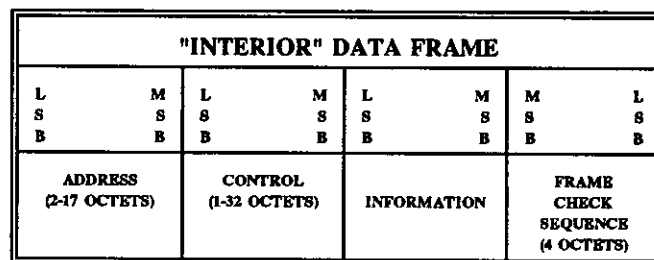 "INTERIOR" DATA FRAME
L M L M L M M L
S S S S S S S S
B B B B B B B B
ADDRESS
(2-17 OCTETS)
CONTROL
(1-32 OCTETS)
INFORMATION
FRAME
CHECK
SEQUENCE
(4 OCTETS)